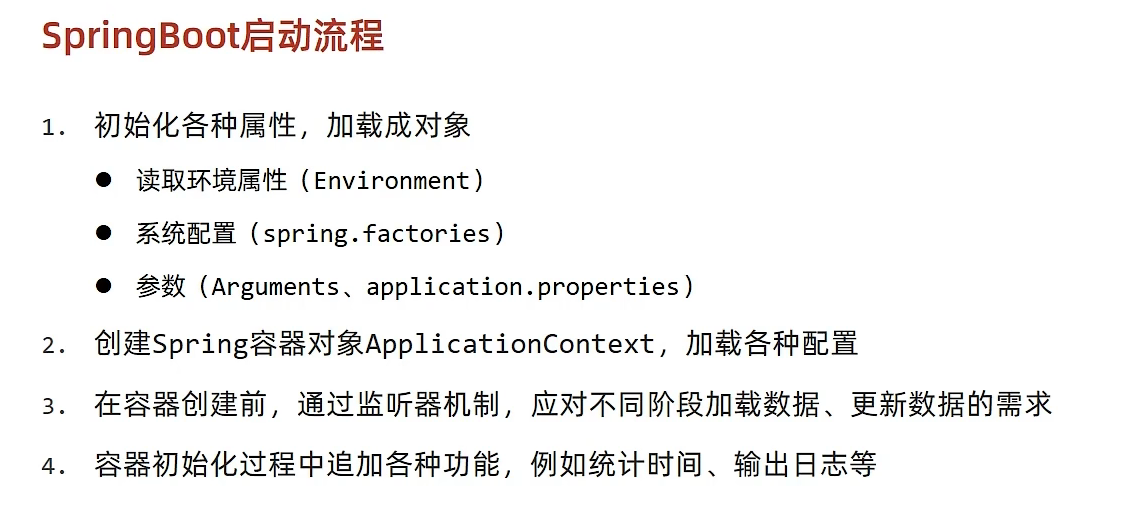 SpringBoot启动流程
1. 初始化各种属性，加载成对象
● 读取环境属性（Environment）
● 系统配置（spring.factories）
● 参数（Arguments、application.properties）
2. 创建Spring容器对象ApplicationContext，加载各种配置
3. 在容器创建前，通过监听器机制，应对不同阶段加载数据、更新数据的需求
4. 容器初始化过程中追加各种功能，例如统计时间、输出日志等